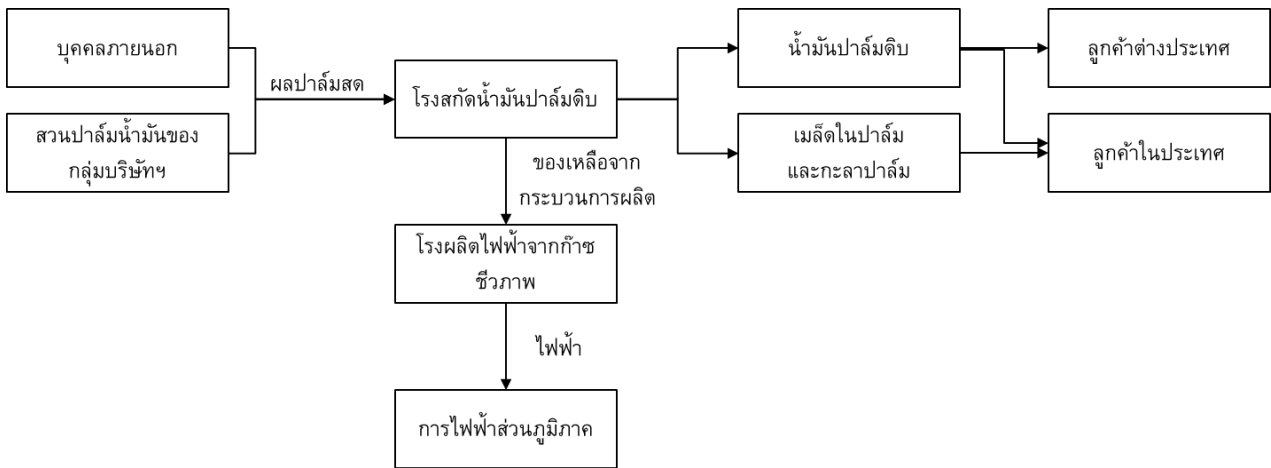 บุคคลภายนอก
น้ำมันปาล์มดิบ
ลูกค้าต่างประเทศ
ผลปาล์มสด
โรงสกัดน้ำมันปาล์มดิบ
สวนปาล์มน้ำมันของ
กลุ่มบริษัทฯ
เมล็ดในปาล์ม
และกะลาปาล์ม
ลูกค้าในประเทศ
ของเหลือจาก
กระบวนการผลิต
โรงผลิตไฟฟ้าจากก๊าซ
ชีวภาพ
ไฟฟ้า
การไฟฟ้าส่วนภูมิภาค